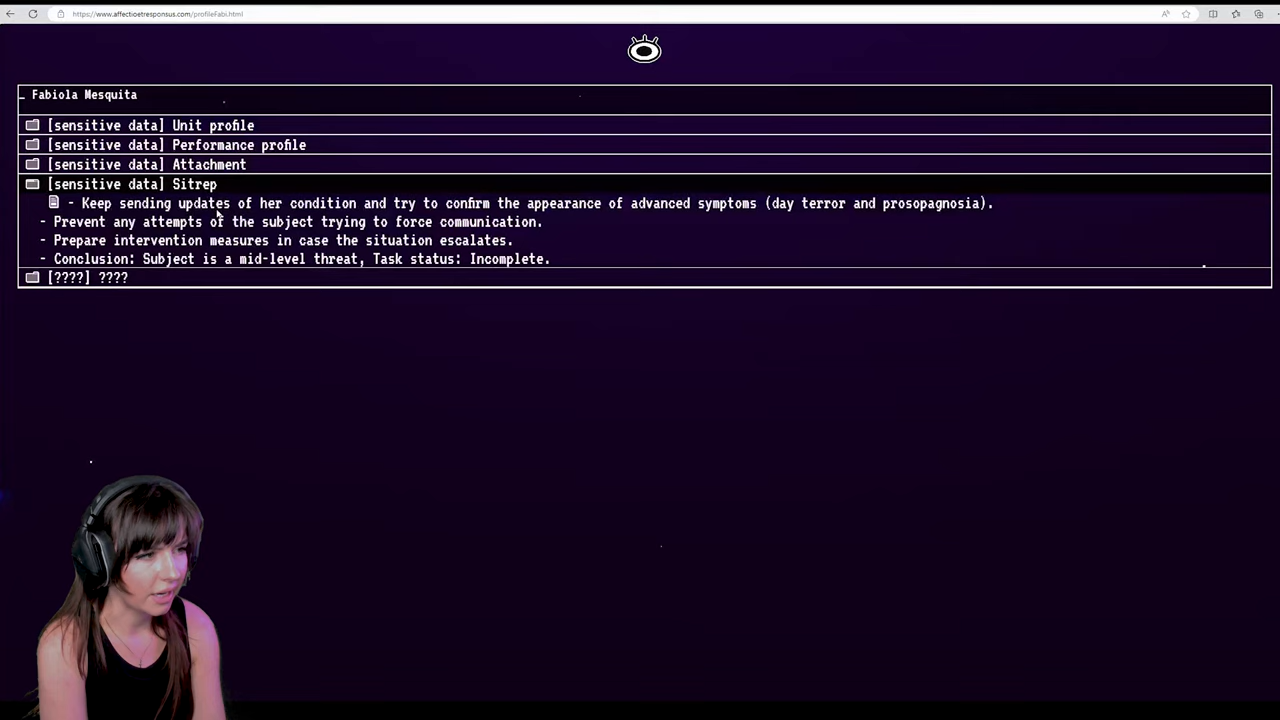 https://www.affectioetresponsus.com/profileFabi.html
_ Fabiola Mesquita
[sensitive data] Unit profile
[sensitive data] Performance profile
[sensitive data] Attachment
[sensitive data] Sitrep
- Keep sending updates of her condition and try to confirm the appearance of advanced symptoms (day terror and prosopagnosia).
- Prevent any attempts of the subject trying to force communication.
- Prepare intervention measures in case the situation escalates.
- Conclusion: Subject is a mid-level threat, Task status: Incomplete.
[????] ????